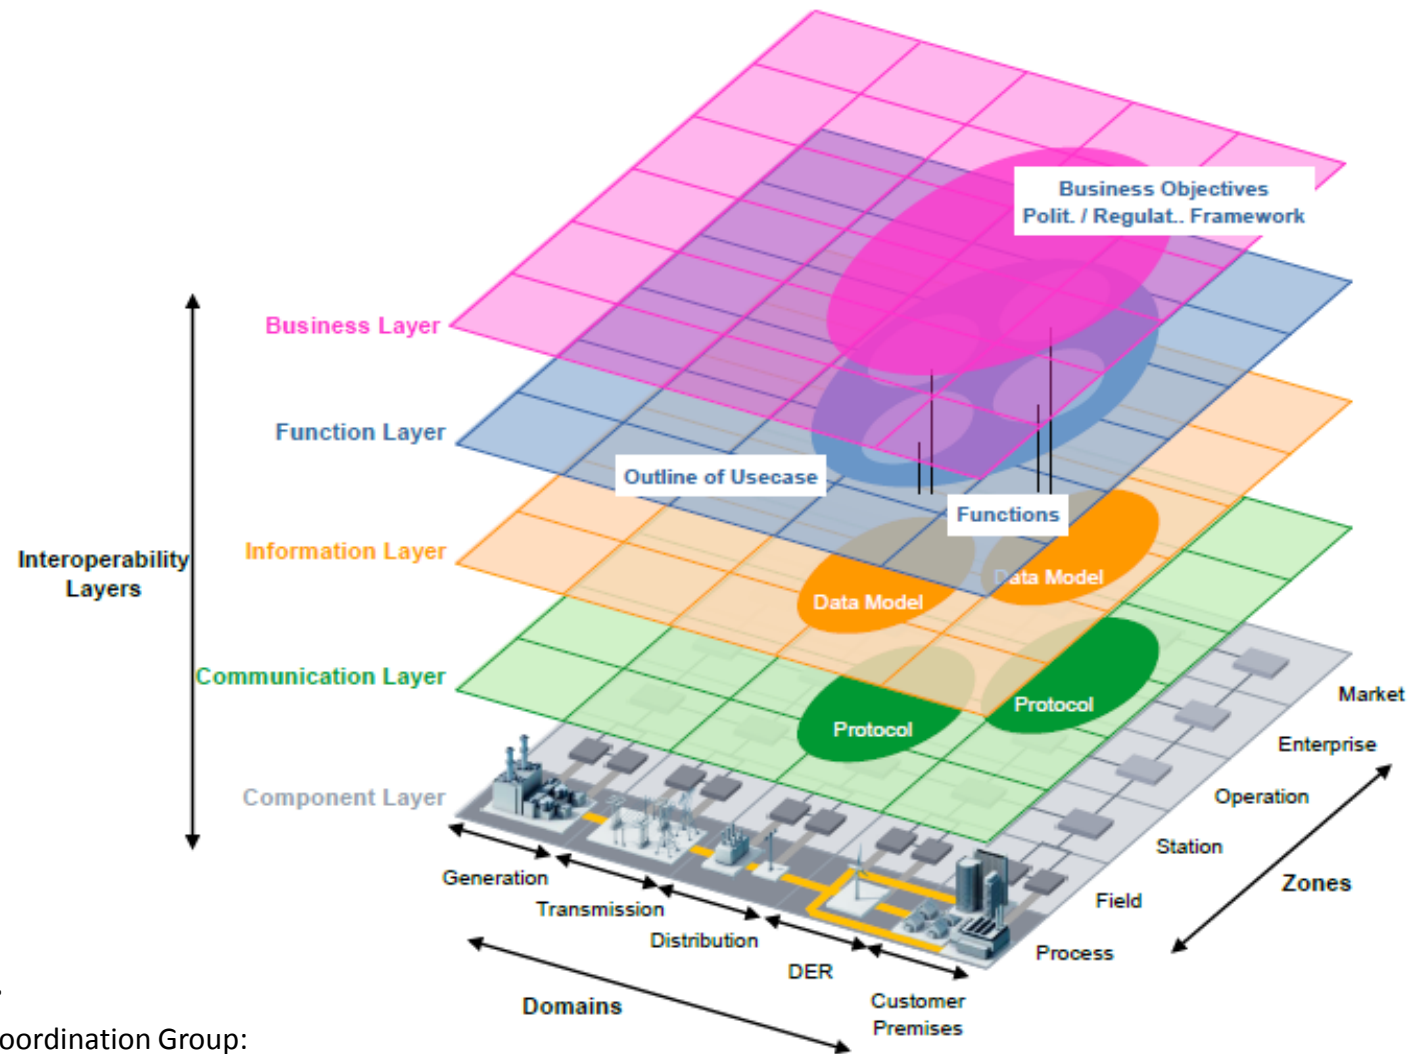 Business Objectives
Polit. / Regulat.. Framework
Business Layer
Function Layer
Outline of Usecase
Functions
Information Layer
Interoperability
Layers
Data Model
Data Model
Communication Layer
Protocol
Protocol
Market
Enterprise
Component Layer
Operation
Station
Generation
Zones
Field
Transmission
Distribution
Process
DER
Domains
Customer
Premises
oordination Group: